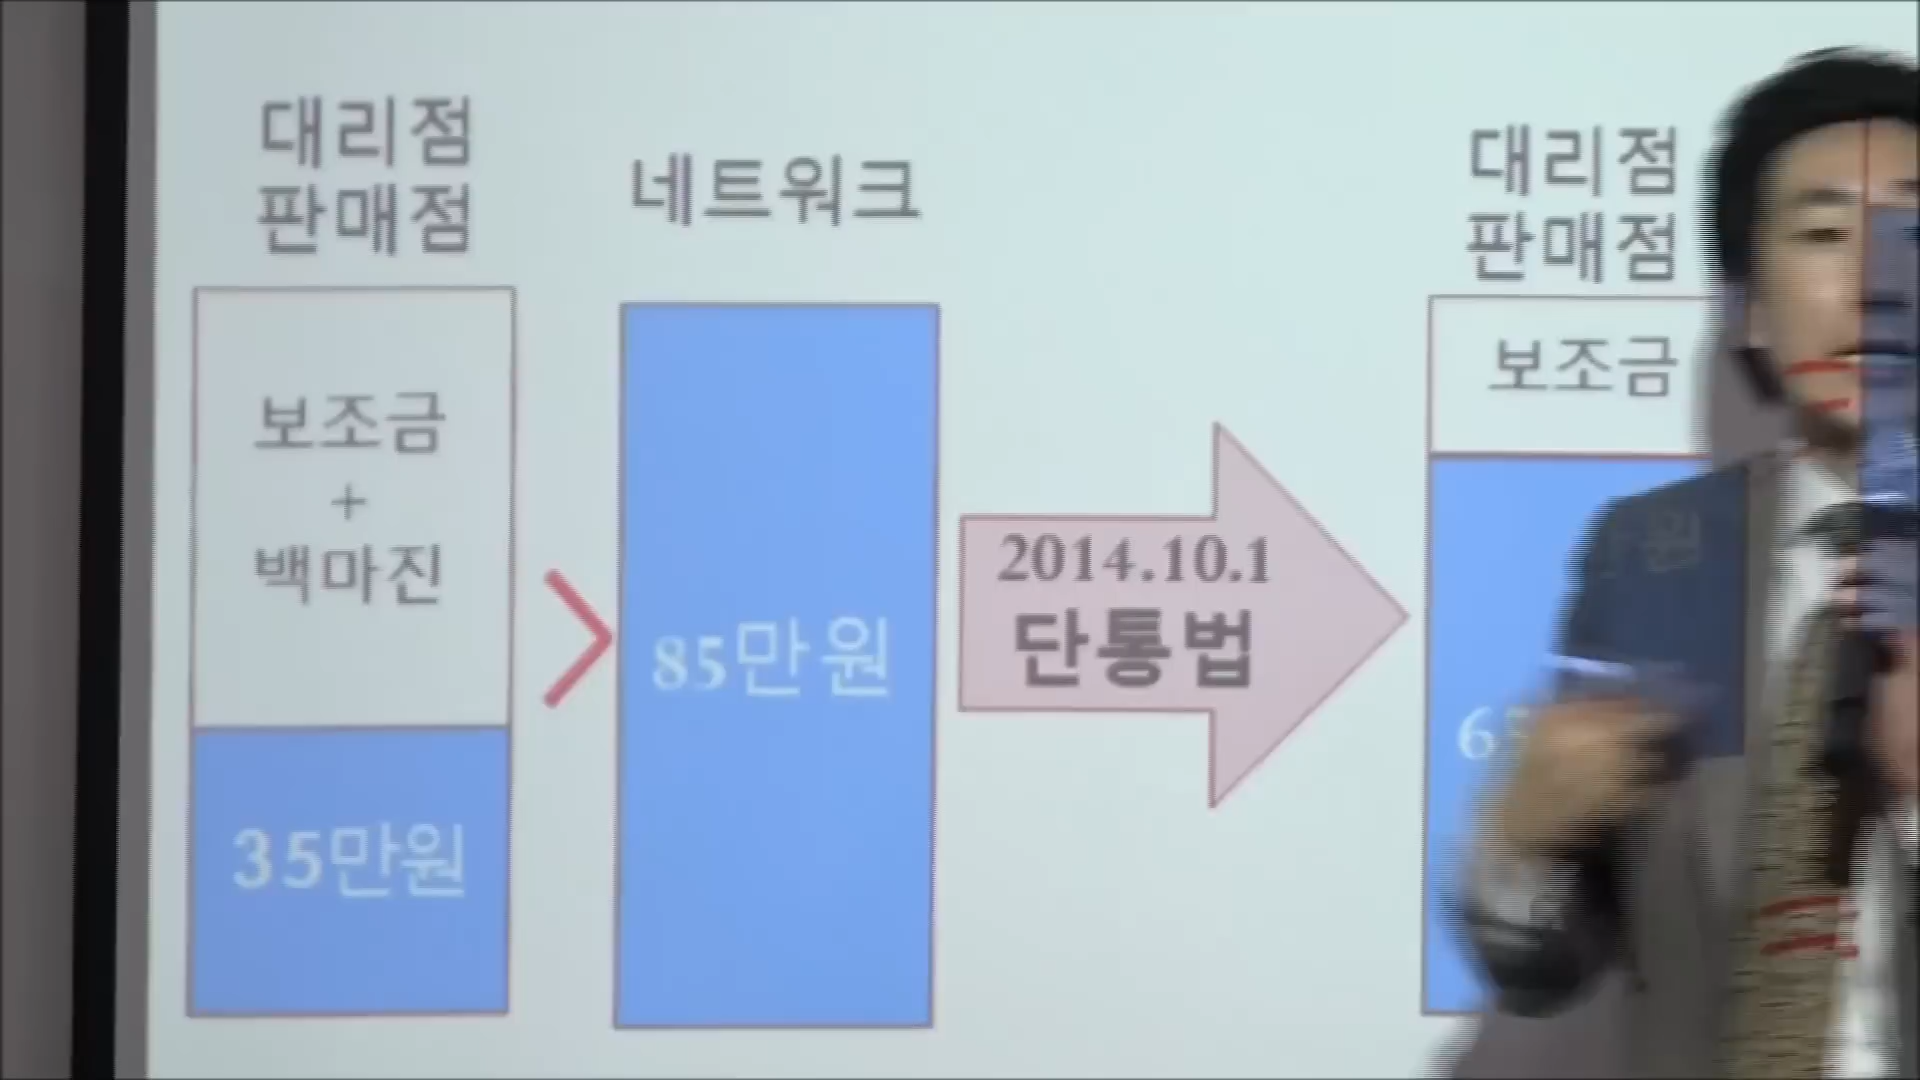 대리점
판매점
보조금
+
백마진
35만원
>
네트워크
85만원
2014.10.1
단통법
대리점
판매점
보조금